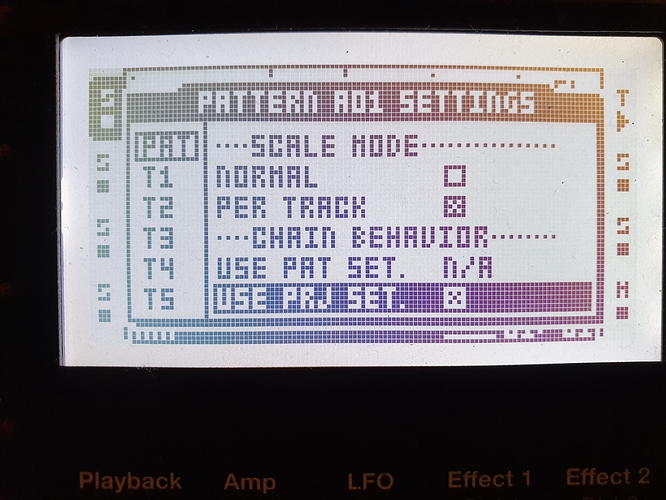 PATTERN A01 SETTINGS
PAT ····SCALE MODE···············
T1 NORMAL
T2 PER TRACK
T3 ····CHAIN BEHAVIOR·······
T4 USE PAT SET. N/A
T5 USE PRJ SET.
Playback Amp LFO Effect 1 Effect 2